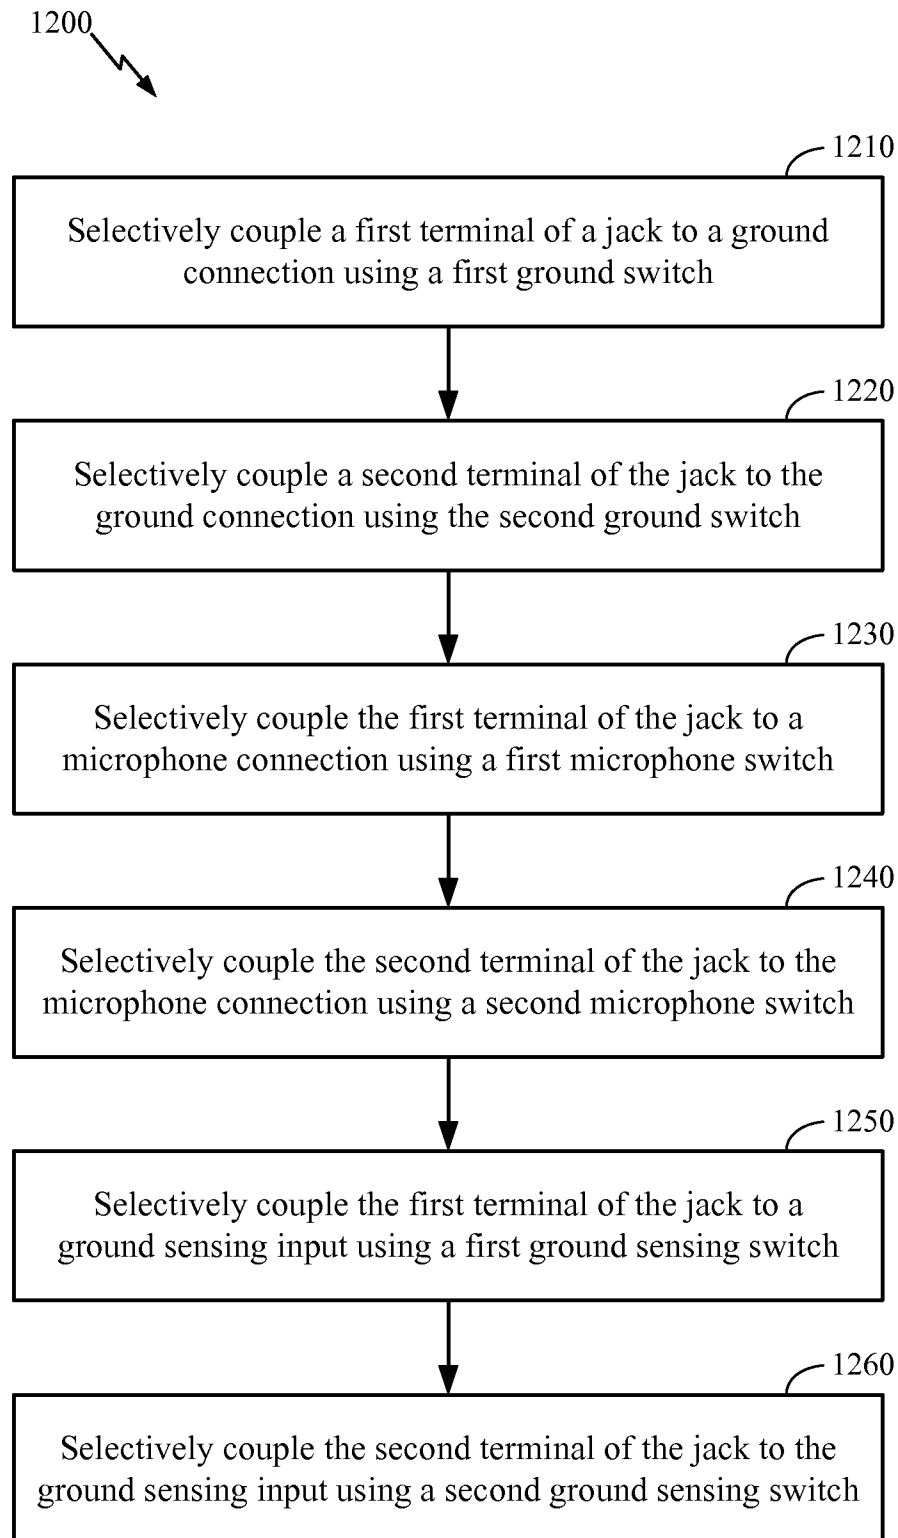 1200
1210
Selectively couple a first terminal of a jack to a ground
connection using a first ground switch
1220
Selectively couple a second terminal of the jack to the
ground connection using the second ground switch
1230
Selectively couple the first terminal of the jack to a
microphone connection using a first microphone switch
1240
Selectively couple the second terminal of the jack to the
microphone connection using a second microphone switch
1250
Selectively couple the first terminal of the jack to a
ground sensing input using a first ground sensing switch
1260
Selectively couple the second terminal of the jack to the
ground sensing input using a second ground sensing switch